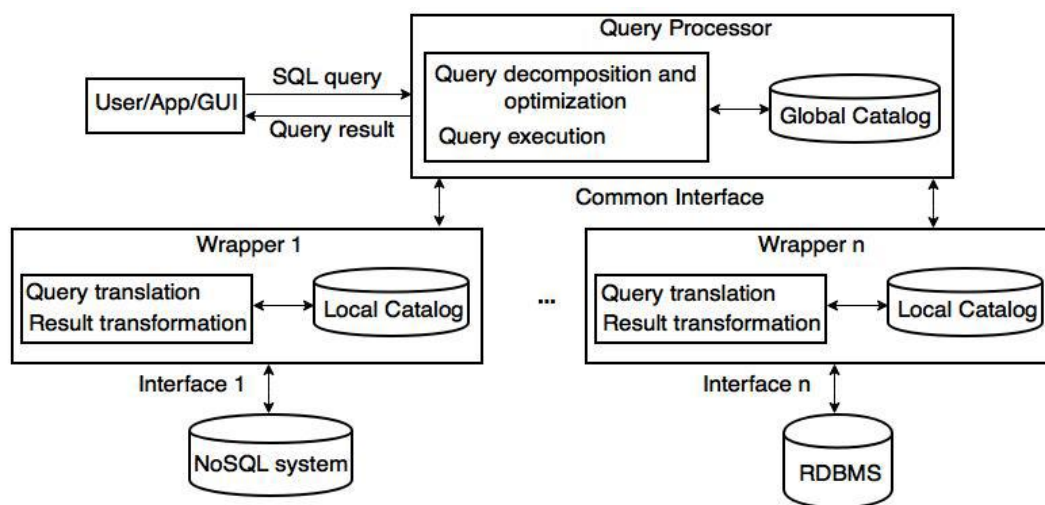 Query Processor
SQL query
User/App/GUI
Query result
Query decomposition and
optimization
Query execution
Global Catalog
Common Interface
Wrapper 1
Query translation
Result transformation
Local Catalog
...
Wrapper n
Query translation
Result transformation
Local Catalog
Interface 1
Interface n
NoSQL system
RDBMS